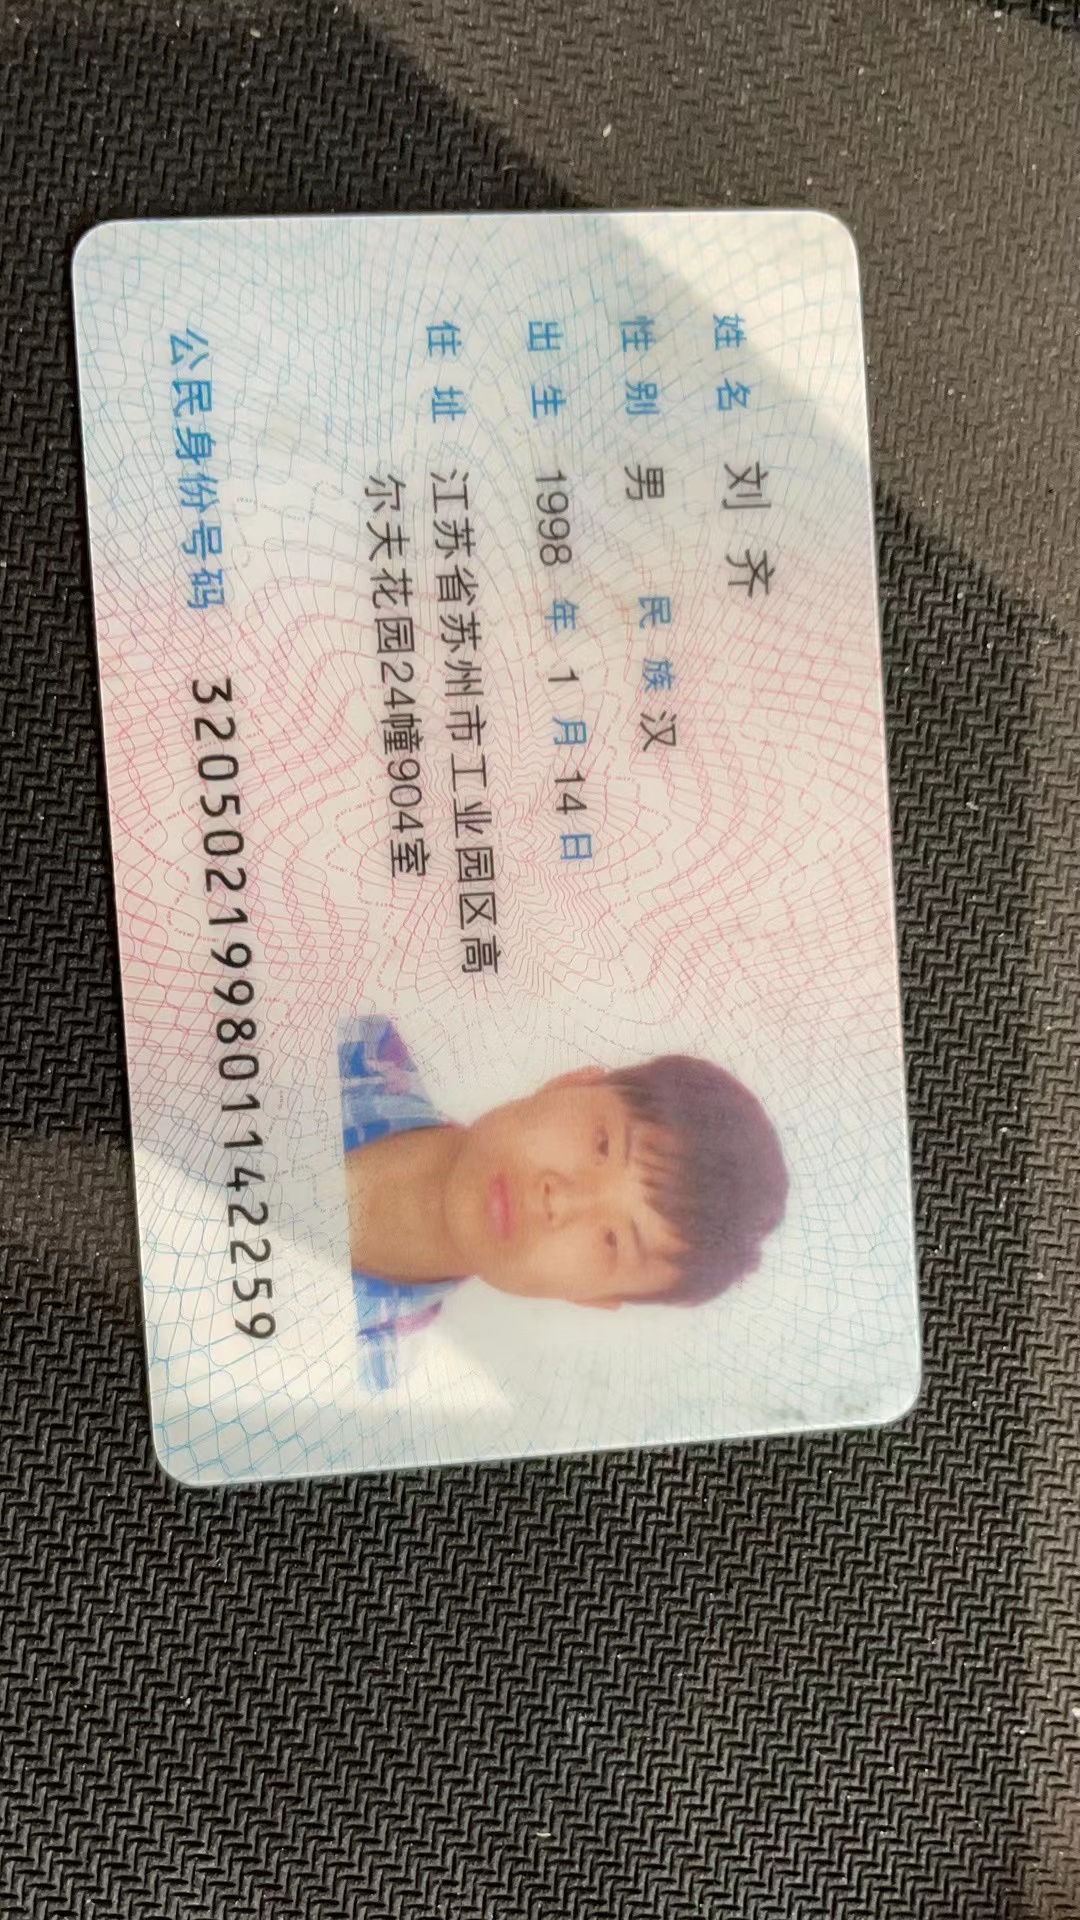 姓名 刘齐
性别 男 民族 汉
出生 1998 年 1 月 14 日
住址 江苏省苏州市工业园区高
尔夫花园24幢904室
公民身份号码 320502199801142259